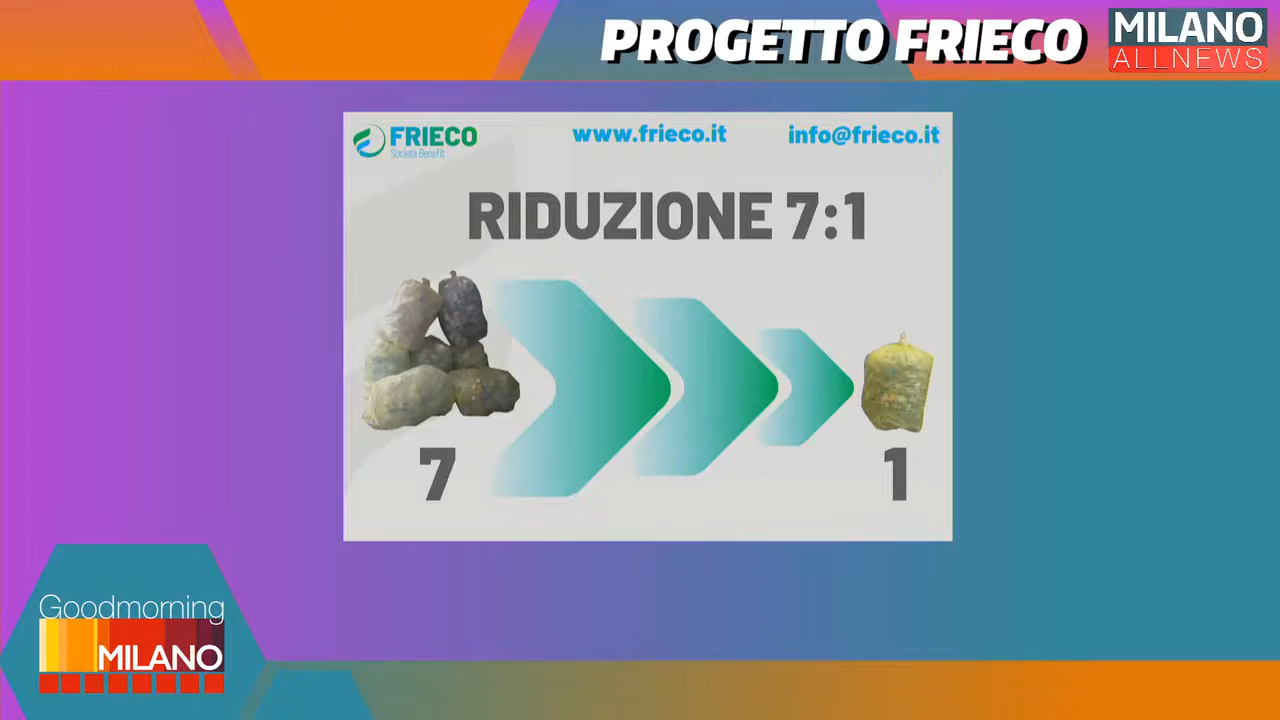 PROGETTO FRIECO
MILANO
ALLNEWS
FRIECO
Società Benefit
www.frieco.it
info@frieco.it
RIDUZIONE 7:1
7
1
Goodmorning
MILANO